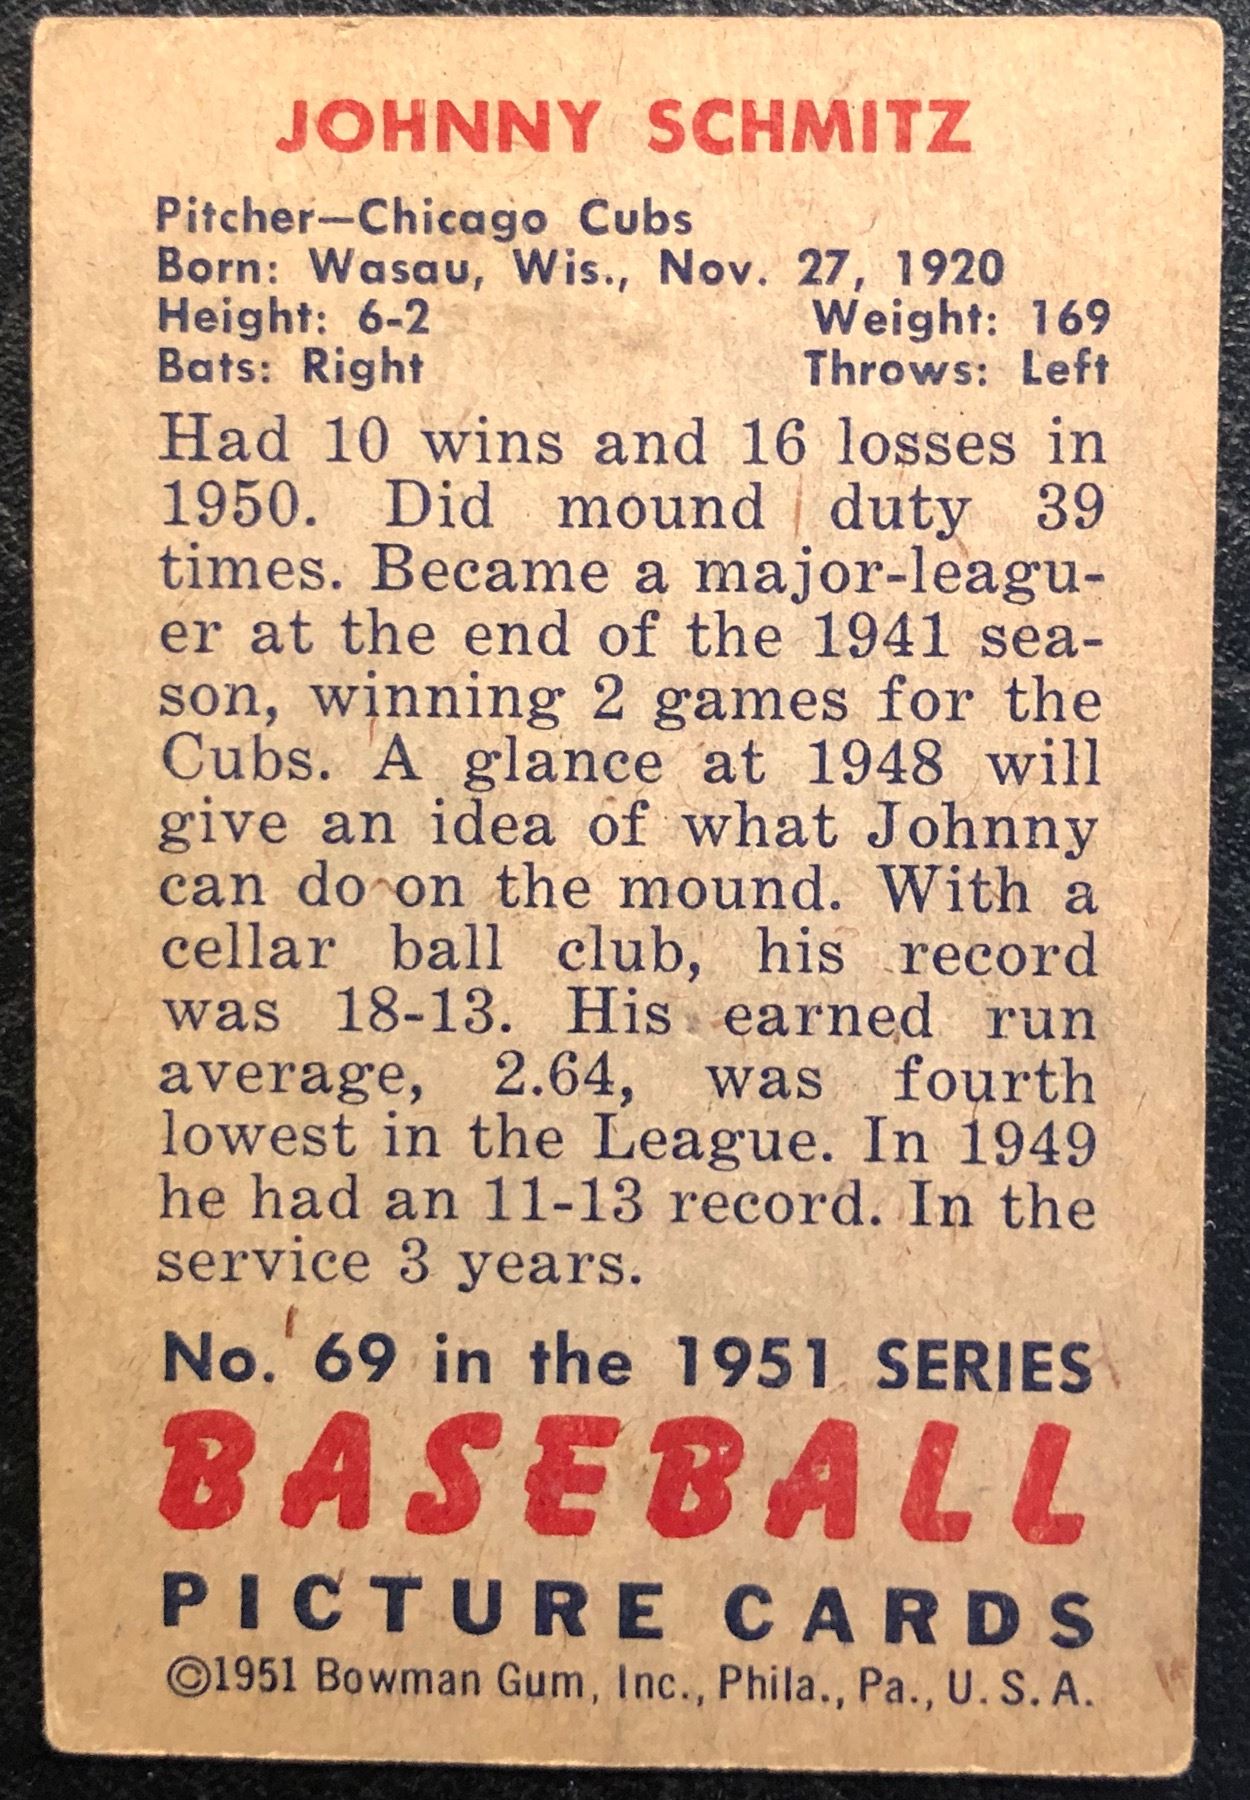 JOHNNY SCHMITZ
Pitcher—Chicago Cubs
Born: Wasau, Wis., Nov. 27, 1920
Height: 6-2 Weight: 169
Bats: Right Throws: Left
Had 10 wins and 16 losses in
1950. Did mound duty 39
times. Became a major-leagu-
er at the end of the 1941 sea-
son, winning 2 games for the
Cubs. A glance at 1948 will
give an idea of what Johnny
can do on the mound. With a
cellar ball club, his record
was 18-13. His earned run
average, 2.64, was fourth
lowest in the League. In 1949
he had an 11-13 record. In the
service 3 years.
No. 69 in the 1951 SERIES
BASEBALL
PICTURE CARDS
©1951 Bowman Gum, Inc., Phila., Pa., U.S.A.